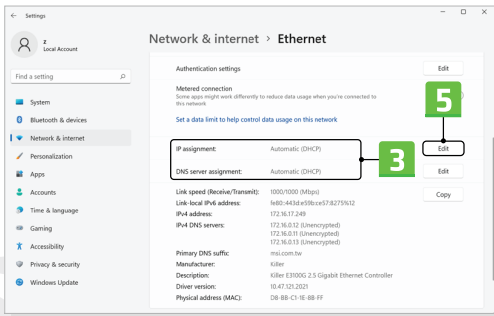 Settings
z
Local Account
Find a setting
System
Bluetooth & devices
Network & internet
Personalization
Apps
Accounts
Time & language
Gaming
Accessibility
Privacy & security
Windows Update
Network & internet > Ethernet
Authentication settings
Edit
Metered connection
Some apps might work differently to reduce data usage when you're connected to
this network
5
Set a data limit to help control data usage on this network
IP assignment: Automatic (DHCP)
3
Edit
DNS server assignment: Automatic (DHCP)
Edit
Link speed (Receive/Transmit): 1000/1000 (Mbps)
Copy
Link-local IPv6 address: fe80::443d:e59b:ce57:8275%12
IPv4 address: 172.16.17.249
IPv4 DNS servers: 172.16.0.12 (Unencrypted)
172.16.0.11 (Unencrypted)
172.16.0.13 (Unencrypted)
Primary DNS suffix: msi.com.tw
Manufacturer: Killer
Description: Killer E3100G 2.5 Gigabit Ethernet Controller
Driver version: 10.47.121.2021
Physical address (MAC): D8-BB-C1-1E-8B-FF